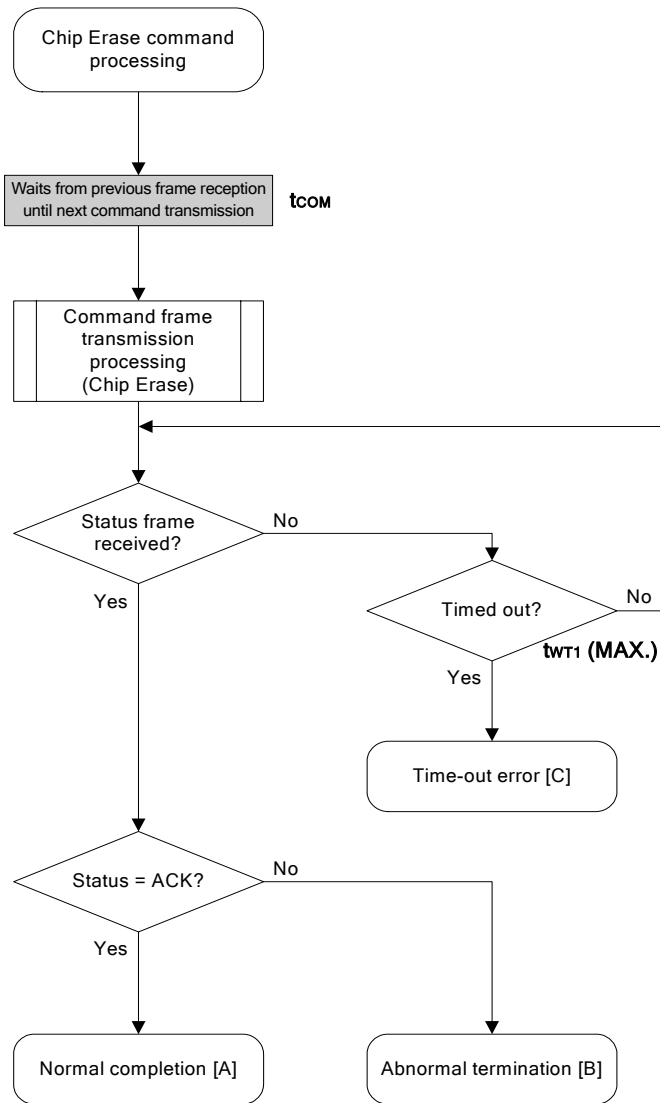 Chip Erase command
processing
Waits from previous frame reception
until next command transmission
tCOM
Command frame
transmission
processing
(Chip Erase)
Status frame
received?
No
Yes
Timed out?
No
tWT1 (MAX.)
Yes
Time-out error [C]
Status = ACK?
No
Yes
Normal completion [A]
Abnormal termination [B]